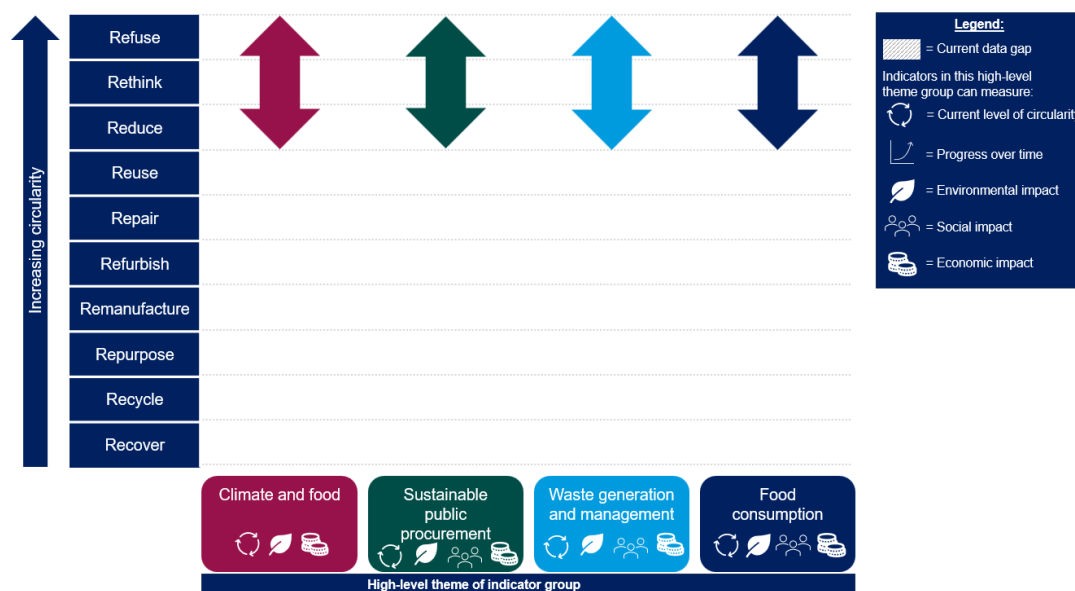 Increasing circularity
Refuse
Rethink
Reduce
Reuse
Repair
Refurbish
Remanufacture
Repurpose
Recycle
Recover
Climate and food
Sustainable
public
procurement
Waste generation
and management
Food
consumption
High-level theme of indicator group
Legend:
= Current data gap
Indicators in this high-level
theme group can measure:
= Current level of circularity
= Progress over time
= Environmental impact
= Social impact
= Economic impact